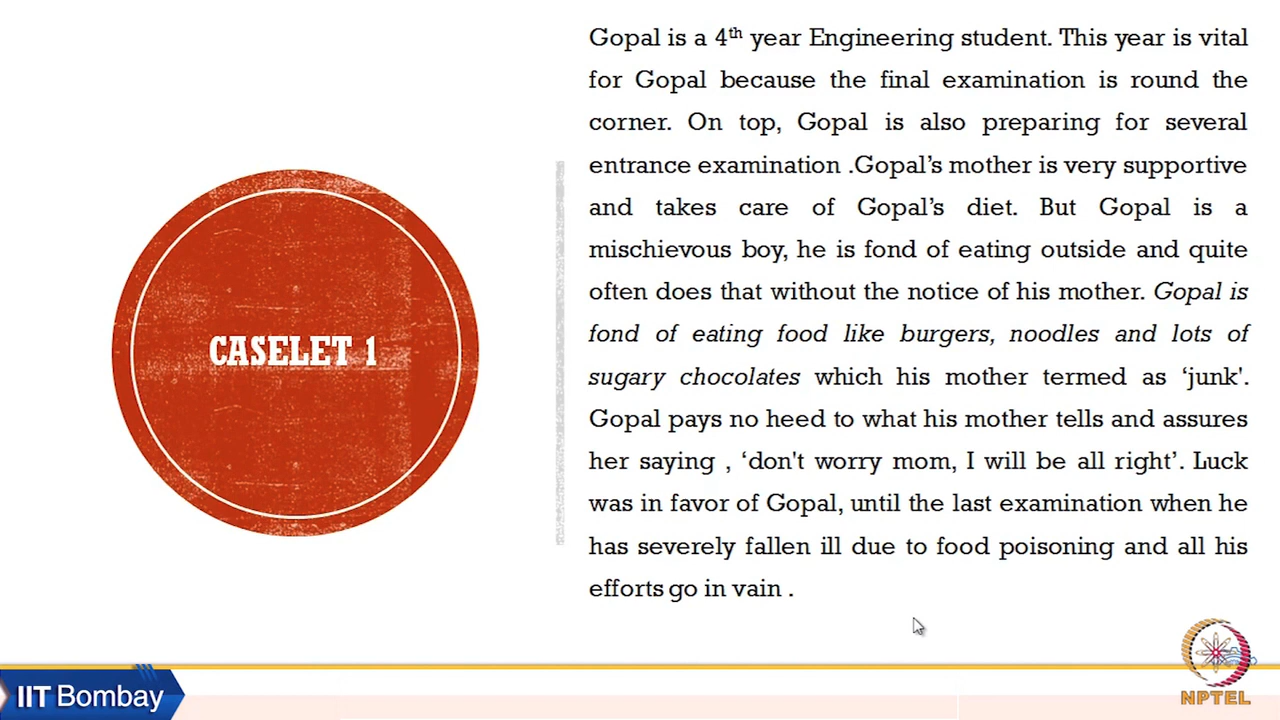 CASELET 1
Gopal is a 4th year Engineering student. This year is vital
for Gopal because the final examination is round the
corner. On top, Gopal is also preparing for several
entrance examination .Gopal's mother is very supportive
and takes care of Gopal's diet. But Gopal is a
mischievous boy, he is fond of eating outside and quite
often does that without the notice of his mother. Gopal is
fond of eating food like burgers, noodles and lots of
sugary chocolates which his mother termed as ‘junk'.
Gopal pays no heed to what his mother tells and assures
her saying , ‘don't worry mom, I will be all right’. Luck
was in favor of Gopal, until the last examination when he
has severely fallen ill due to food poisoning and all his
efforts go in vain .
IIT Bombay
NPTEL